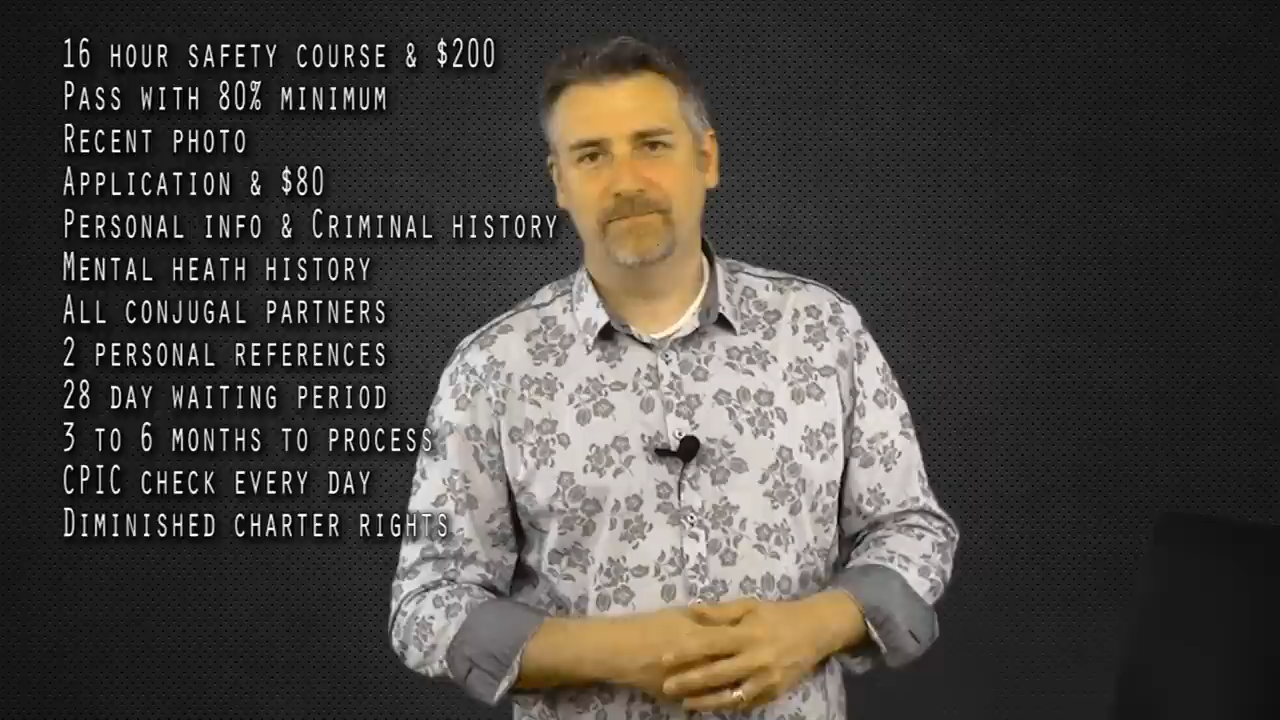 16 HOUR SAFETY COURSE & $200
PASS WITH 80% MINIMUM
RECENT PHOTO
APPLICATION & $80
PERSONAL INFO & CRIMINAL HISTORY
MENTAL HEATH HISTORY
ALL CONJUGAL PARTNERS
2 PERSONAL REFERENCES
28 DAY WAITING PERIOD
3 TO 6 MONTHS TO PROCESS
CPIC CHECK EVERY DAY
DIMINISHED CHARTER RIGHTS